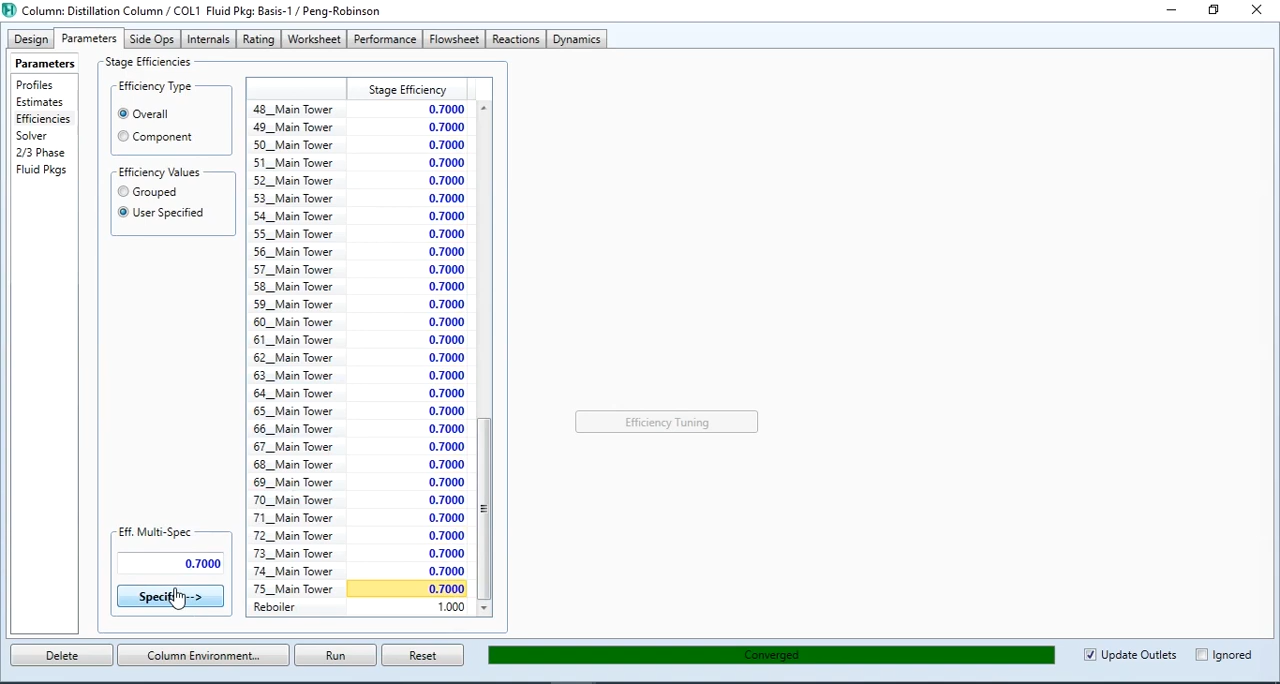 Column: Distillation Column / COL1 Fluid Pkg: Basis-1 / Peng-Robinson
Design Parameters Side Ops Internals Rating Worksheet Performance Flowsheet Reactions Dynamics
Parameters
Profiles
Estimates
Efficiencies
Solver
2/3 Phase
Fluid Pkgs
Stage Efficiencies
Efficiency Type
Overall
Component
Efficiency Values
Grouped
User Specified
Eff. Multi-Spec
0.7000
Stage Efficiency
48__Main Tower 0.7000
49__Main Tower 0.7000
50__Main Tower 0.7000
51__Main Tower 0.7000
52__Main Tower 0.7000
53__Main Tower 0.7000
54__Main Tower 0.7000
55__Main Tower 0.7000
56__Main Tower 0.7000
57__Main Tower 0.7000
58__Main Tower 0.7000
59__Main Tower 0.7000
60__Main Tower 0.7000
61__Main Tower 0.7000
62__Main Tower 0.7000
63__Main Tower 0.7000
64__Main Tower 0.7000
65__Main Tower 0.7000
66__Main Tower 0.7000
67__Main Tower 0.7000
68__Main Tower 0.7000
69__Main Tower 0.7000
70__Main Tower 0.7000
71__Main Tower 0.7000
72__Main Tower 0.7000
73__Main Tower 0.7000
74__Main Tower 0.7000
75__Main Tower 0.7000
Reboiler 1.000
Efficiency Tuning
Delete Column Environment... Run Reset Converged Update Outlets Ignored